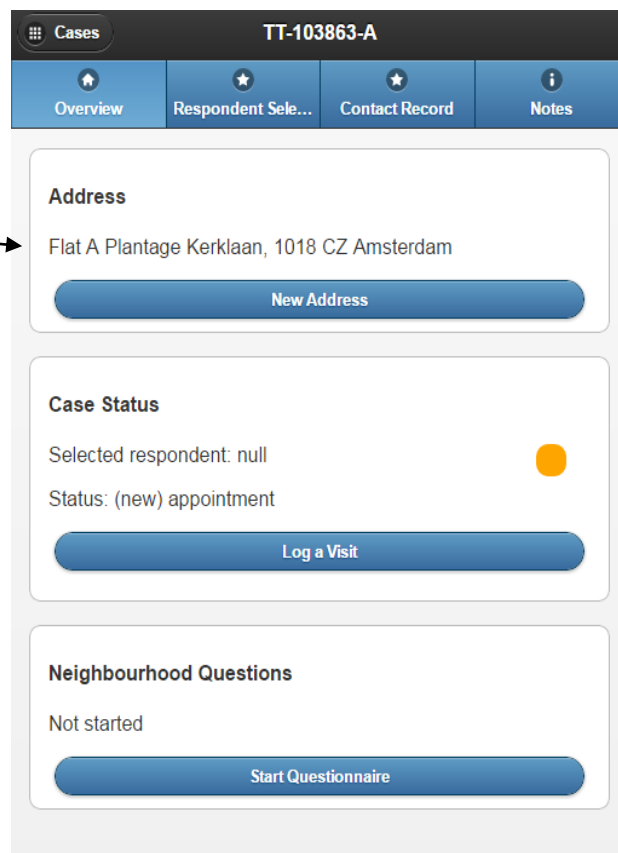 Cases
TT-103863-A
Overview
Respondent Sele...
Contact Record
Notes
Address
Flat A Plantage Kerklaan, 1018 CZ Amsterdam
New Address
Case Status
Selected respondent: null
Status: (new) appointment
Log a Visit
Neighbourhood Questions
Not started
Start Questionnaire